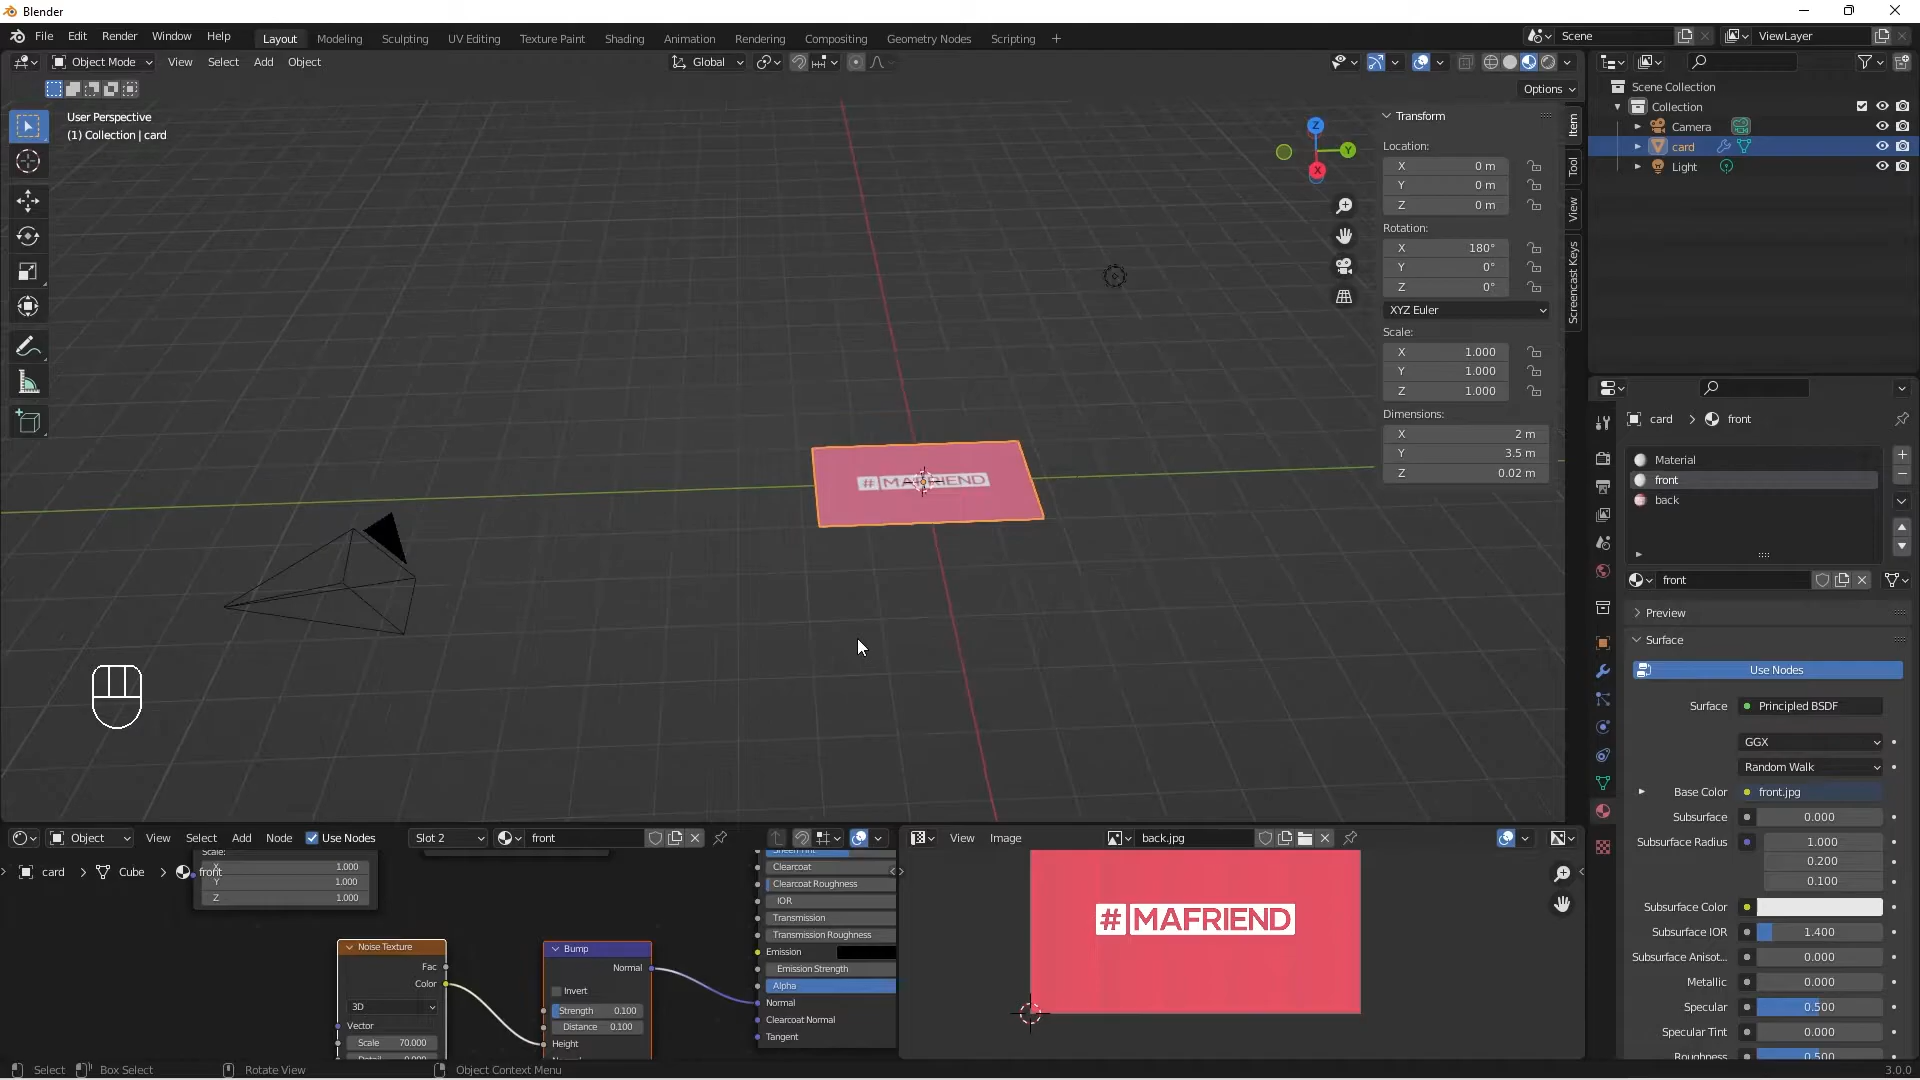 Blender
File Edit Render Window Help Layout Modeling Sculpting UV Editing Texture Paint Shading Animation Rendering Compositing Geometry Nodes Scripting + Scene ViewLayer
Object Mode View Select Add Object Global
Options
User Perspective
(1) Collection | card
Z
Y
X
# MAFRIEND
Transform
Location:
X 0 m
Y 0 m
Z 0 m
Rotation:
X 180°
Y 0°
Z 0°
XYZ Euler
Scale:
X 1.000
Y 1.000
Z 1.000
Dimensions:
X 2 m
Y 3.5 m
Z 0.02 m
Item
Tool
View
Screencast Keys
Scene Collection
Collection
Camera
card
Light
card > front
Material
front
back
front
Preview
Surface
Use Nodes
Surface Principled BSDF
GGX
Random Walk
Base Color front.jpg
Subsurface 0.000
Subsurface Radius 1.000
0.200
0.100
Subsurface Color
Subsurface IOR 1.400
Subsurface Anisot... 0.000
Metallic 0.000
Specular 0.500
Specular Tint 0.000
Roughness 0.500
Object View Select Add Node Use Nodes Slot 2 front
card > Cube > front
Scale:
X 1.000
Y 1.000
Z 1.000
Noise Texture
Fac
Color
3D
Vector
Scale 70.000
Detail 0.000
Bump
Normal
Invert
Strength 0.100
Distance 0.100
Height
Normal
Sheen Tint
Clearcoat
Clearcoat Roughness
IOR
Transmission
Transmission Roughness
Emission
Emission Strength
Alpha
Normal
Clearcoat Normal
Tangent
View Image back.jpg
# MAFRIEND
Select Box Select Rotate View Object Context Menu 3.0.0